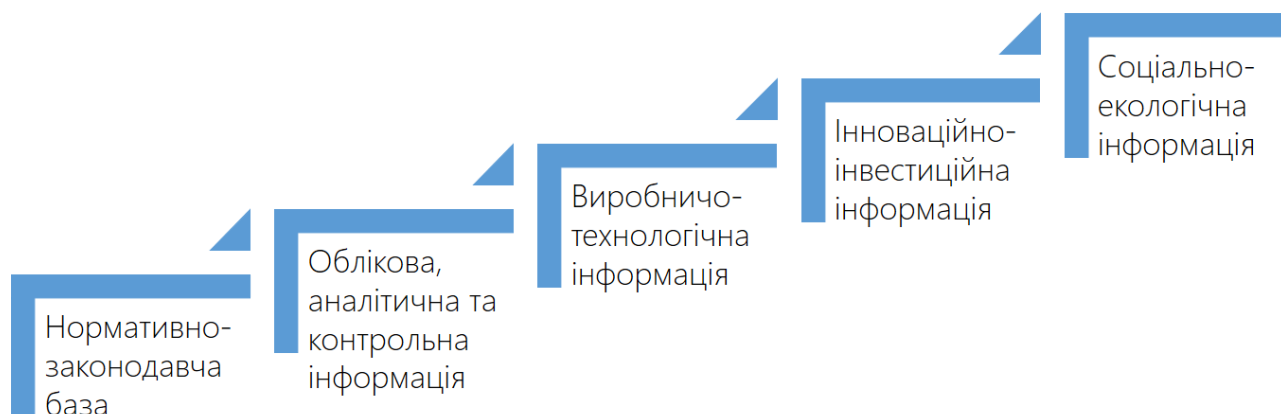 Нормативно-
законодавча
база
Облікова,
аналітична та
контрольна
інформація
Виробничо-
технологічна
інформація
Інноваційно-
інвестиційна
інформація
Соціально-
екологічна
інформація